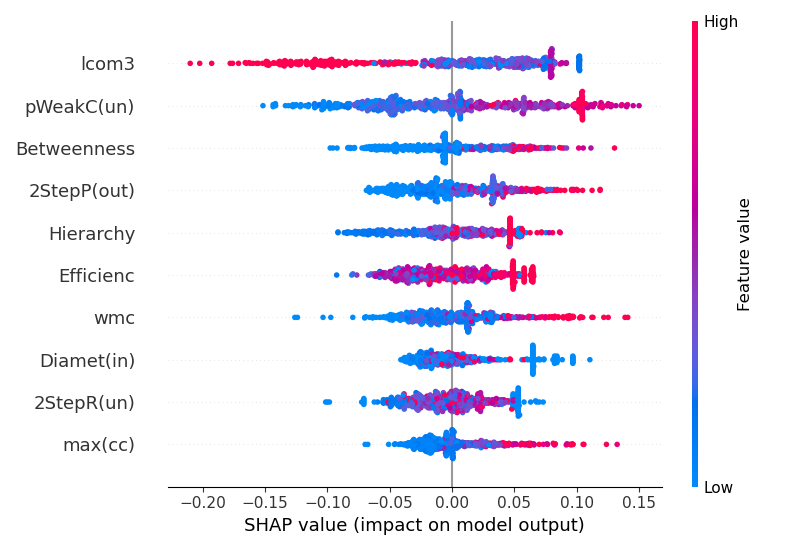 High
lcom3
pWeakC(un)
Betweenness
2StepP(out)
Hierarchy
Efficienc
wmc
Diamet(in)
2StepR(un)
max(cc)
Feature value
Low
−0.20 −0.15 −0.10 −0.05 0.00 0.05 0.10 0.15
SHAP value (impact on model output)